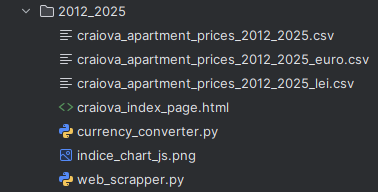 2012_2025
craiova_apartment_prices_2012_2025.csv
craiova_apartment_prices_2012_2025_euro.csv
craiova_apartment_prices_2012_2025_lei.csv
craiova_index_page.html
currency_converter.py
indice_chart_js.png
web_scrapper.py